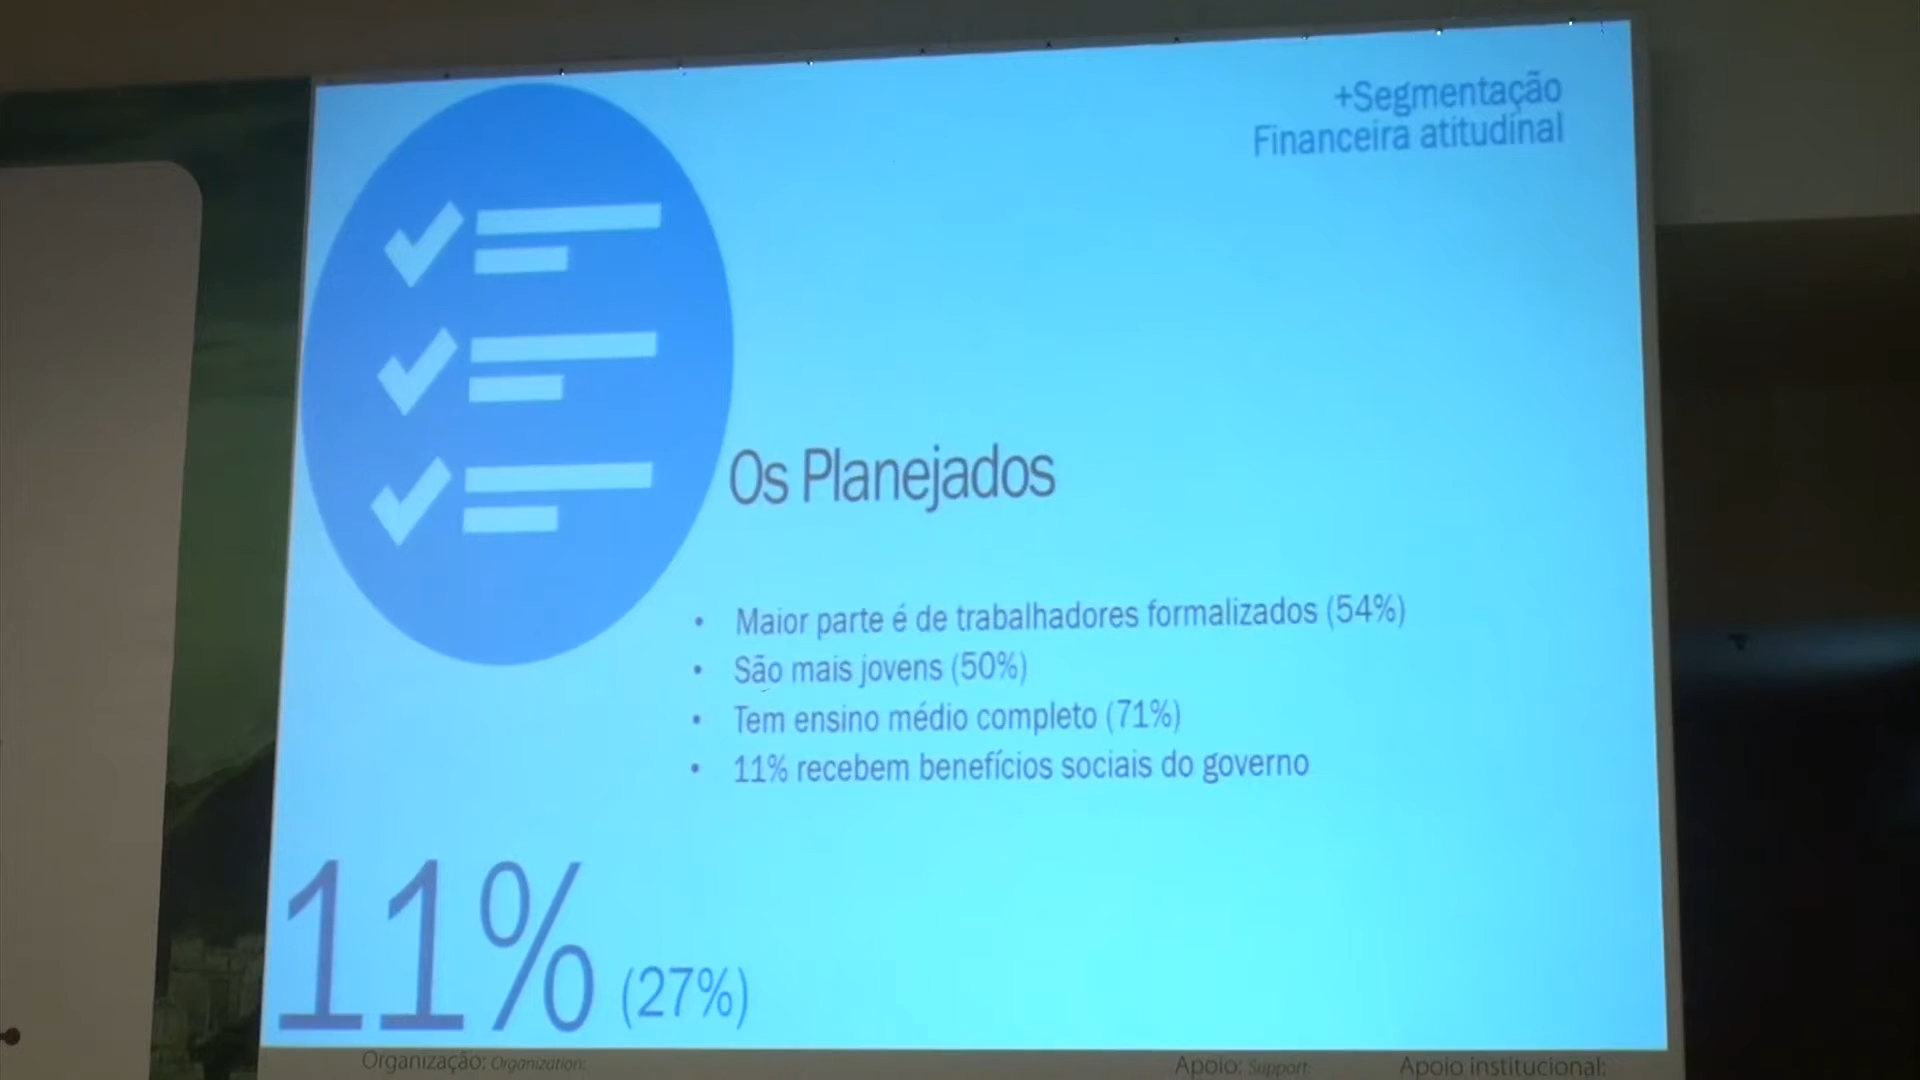 +Segmentação
Financeira atitudinal
Os Planejados
• Maior parte é de trabalhadores formalizados (54%)
• São mais jovens (50%)
• Tem ensino médio completo (71%)
• 11% recebem benefícios sociais do governo
11% (27%)
Organização: Organization: Apoio: Support: Apoio institucional: